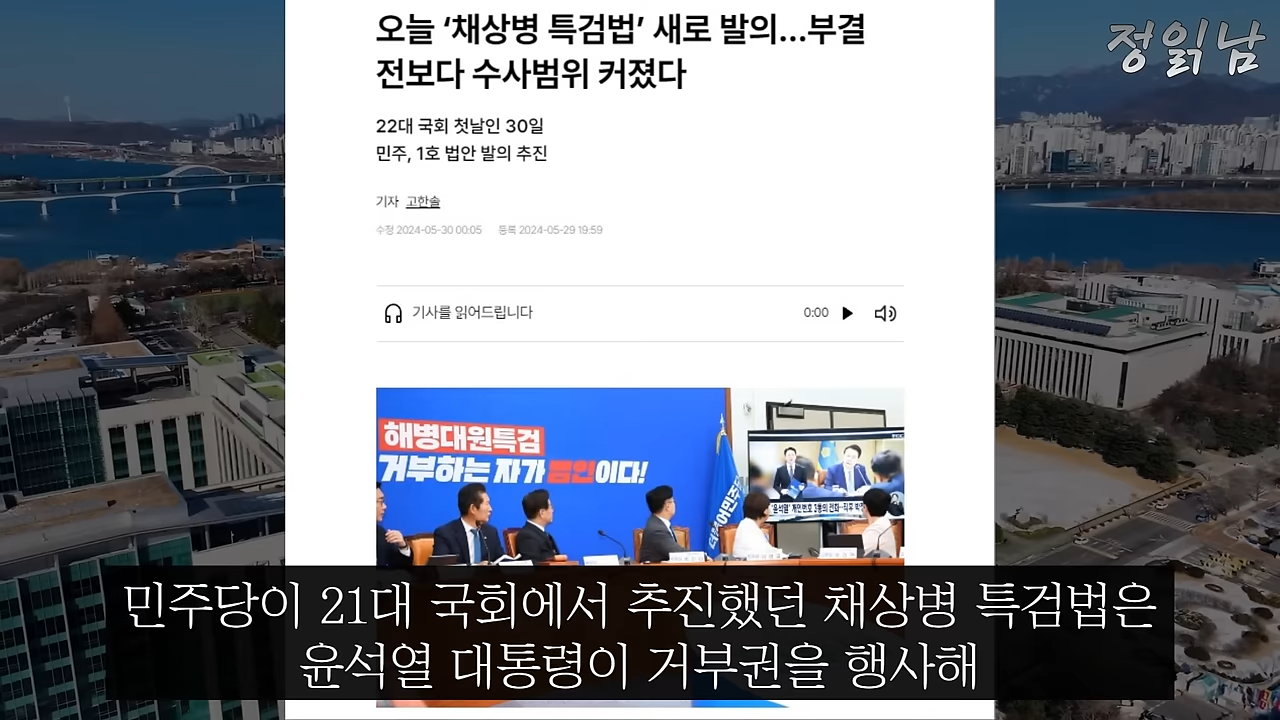 오늘 ‘채상병 특검법’ 새로 발의…부결
전보다 수사범위 커졌다
정읽남
22대 국회 첫날인 30일
민주, 1호 법안 발의 추진
기자 고한솔
수정 2024-05-30 00:05 등록 2024-05-29 19:59
기사를 읽어드립니다
0:00
해병대원특검
거부하는 자가 범인이다!
더불어민주당
민주당이 21대 국회에서 추진했던 채상병 특검법은
윤석열 대통령이 거부권을 행사해